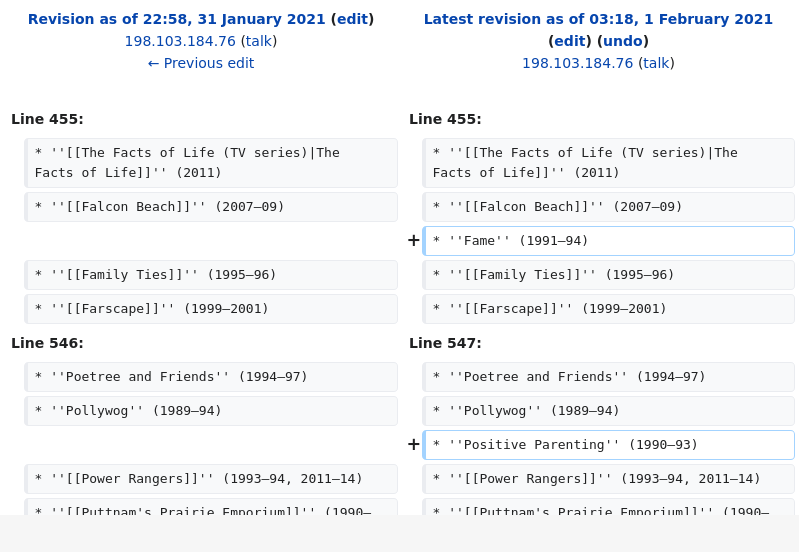 Revision as of 22:58, 31 January 2021 (edit)
198.103.184.76 (talk)
← Previous edit
Latest revision as of 03:18, 1 February 2021
(edit) (undo)
198.103.184.76 (talk)
Line 455:
Line 455:
* ''[[The Facts of Life (TV series)|The
Facts of Life]]'' (2011)
* ''[[The Facts of Life (TV series)|The
Facts of Life]]'' (2011)
* ''[[Falcon Beach]]'' (2007–09)
* ''[[Falcon Beach]]'' (2007–09)
+ * ''Fame'' (1991–94)
* ''[[Family Ties]]'' (1995–96)
* ''[[Family Ties]]'' (1995–96)
* ''[[Farscape]]'' (1999–2001)
* ''[[Farscape]]'' (1999–2001)
Line 546:
Line 547:
* ''Poetree and Friends'' (1994–97)
* ''Poetree and Friends'' (1994–97)
* ''Pollywog'' (1989–94)
* ''Pollywog'' (1989–94)
+ * ''Positive Parenting'' (1990–93)
* ''[[Power Rangers]]'' (1993–94, 2011–14)
* ''[[Power Rangers]]'' (1993–94, 2011–14)
* ''[[Puttnam's Prairie Emporium]]'' (1990–
* ''[[Puttnam's Prairie Emporium]]'' (1990–